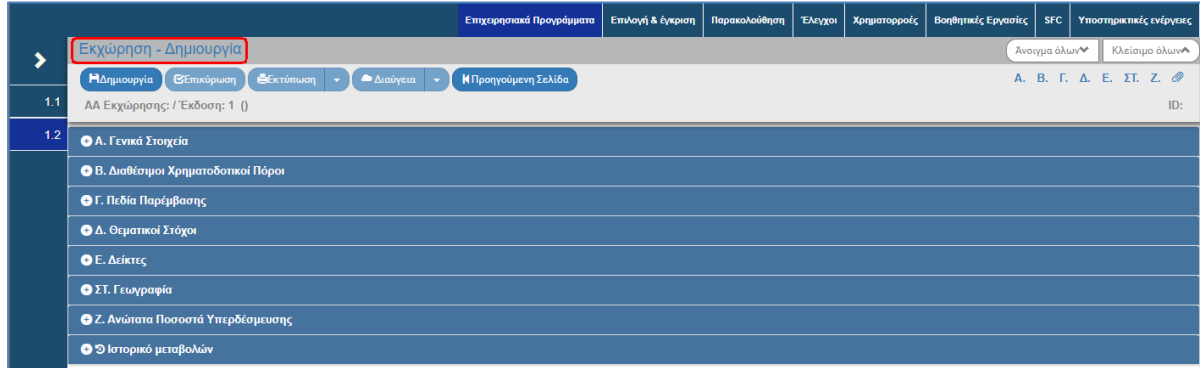 Επιχειρησιακά Προγράμματα Επιλογή & έγκριση Παρακολούθηση Έλεγχοι Χρηματορροές Βοηθητικές Εργασίες SFC Υποστηρικτικές ενέργειες
Εκχώρηση - Δημιουργία Άνοιγμα όλων Κλείσιμο όλων
Δημιουργία Επικύρωση Εκτύπωση Διαύγεια Προηγούμενη Σελίδα Α. Β. Γ. Δ. Ε. ΣΤ. Ζ.
1.1 ΑΑ Εκχώρησης: / Έκδοση: 1 () ID:
1.2 Α. Γενικά Στοιχεία
Β. Διαθέσιμοι Χρηματοδοτικοί Πόροι
Γ. Πεδία Παρέμβασης
Δ. Θεματικοί Στόχοι
Ε. Δείκτες
ΣΤ. Γεωγραφία
Ζ. Ανώτατα Ποσοστά Υπερδέσμευσης
Ιστορικό μεταβολών